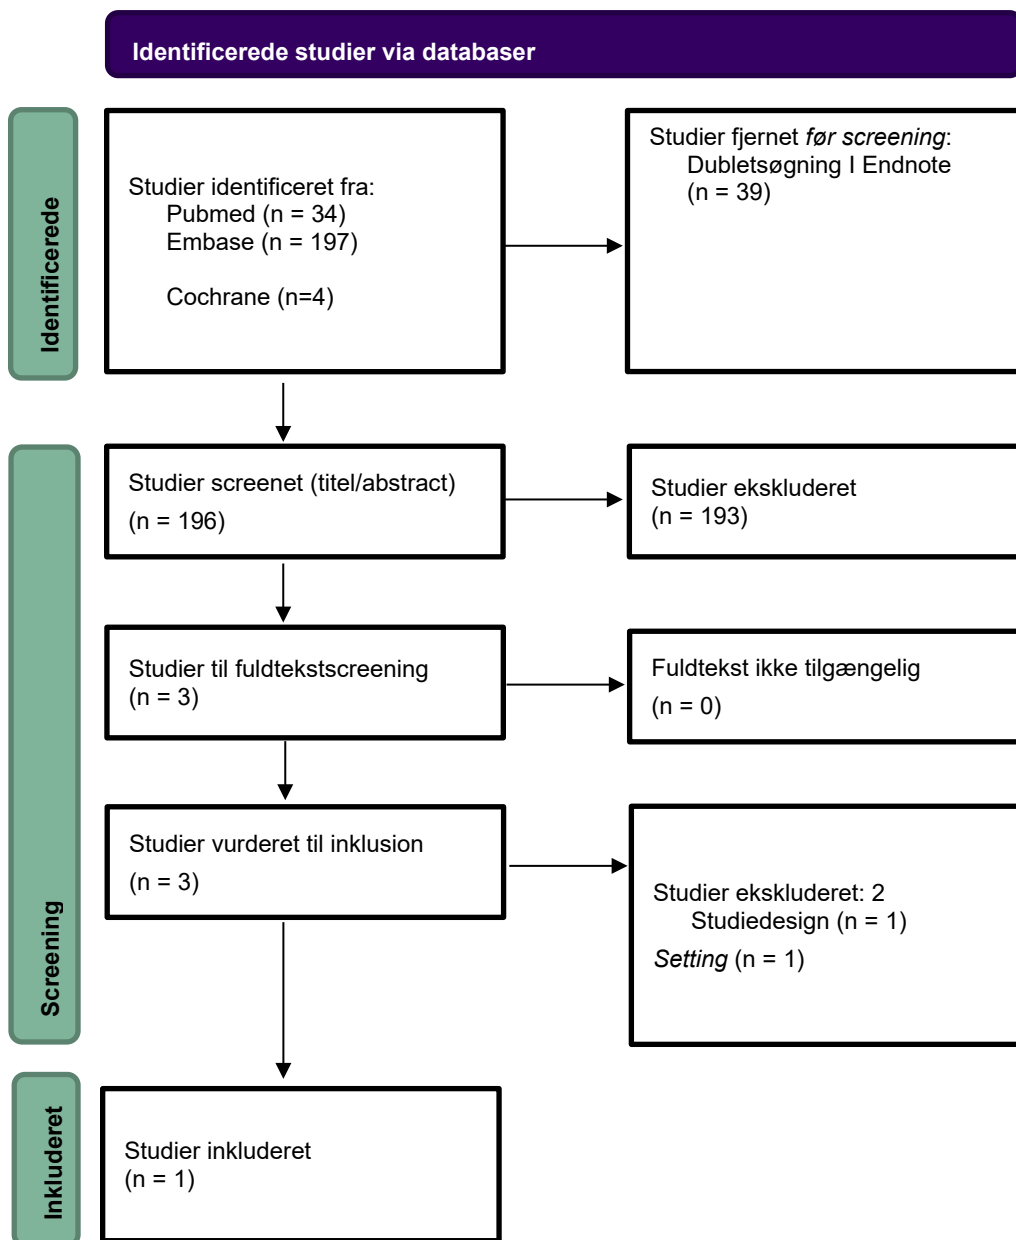 Identificerede studier via databaser
Identificerede
Studier identificeret fra:
Pubmed (n = 34)
Embase (n = 197)
Cochrane (n=4)
Studier fjernet før screening:
Dubletsøgning I Endnote
(n = 39)
Screening
Studier screenet (titel/abstract)
(n = 196)
Studier ekskluderet
(n = 193)
Studier til fuldtekstscreening
(n = 3)
Fuldtekst ikke tilgængelig
(n = 0)
Studier vurderet til inklusion
(n = 3)
Studier ekskluderet: 2
Studiedesign (n = 1)
Setting (n = 1)
Inkluderet
Studier inkluderet
(n = 1)